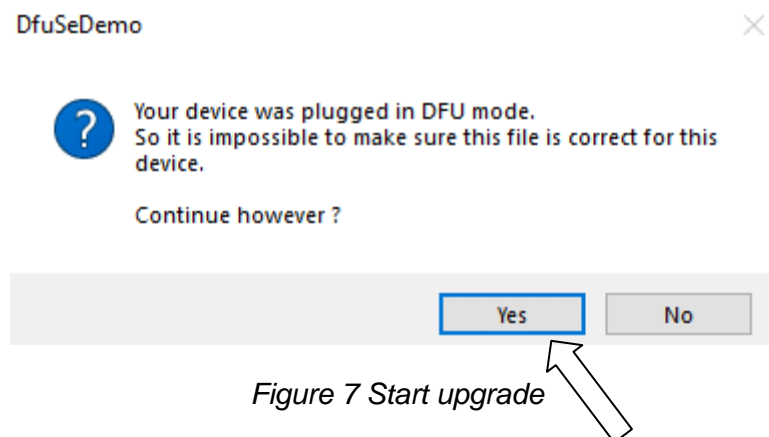 DfuSeDemo
Your device was plugged in DFU mode.
So it is impossible to make sure this file is correct for this
device.
Continue however ?
Yes No
Figure 7 Start upgrade